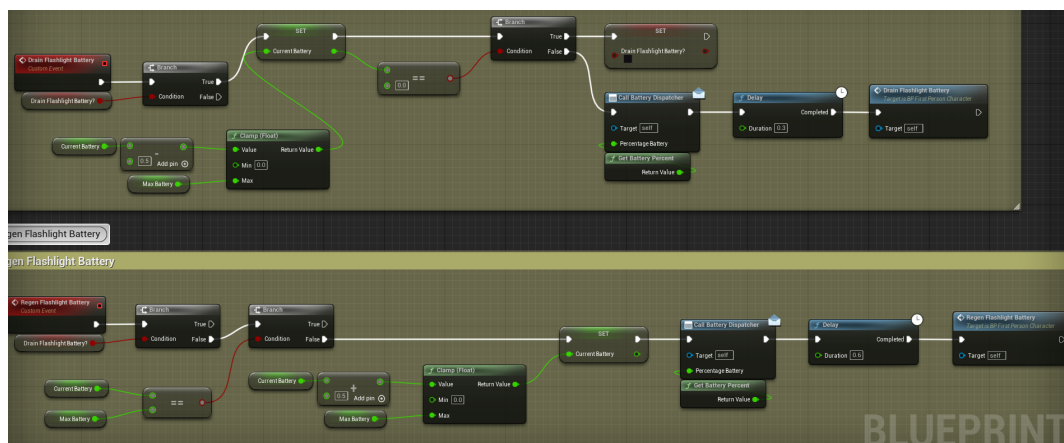 SET
Branch
SET
Drain Flashlight Battery
Custom Event
Branch
True
CurrentBattery
Condition
False
Drain Flashlight Battery?
True
==
0.0
Drain Flashlight Battery?
Condition
False
Call Battery Dispatcher
Delay
Drain Flashlight Battery
Target is BP First Person Character
Completed
Target self
Duration 0.3
Target self
Clamp (Float)
Percentage Battery
Current Battery
-
Value
Return Value
Get Battery Percent
0.5
Add pin
Min 0.0
Return Value
Max Battery
Max
gen Flashlight Battery
gen Flashlight Battery
Regen Flashlight Battery
Custom Event
Branch
Branch
True
True
Drain Flashlight Battery?
Condition
False
Condition
False
SET
Current Battery
Call Battery Dispatcher
Delay
Regen Flashlight Battery
Target is BP First Person Character
Completed
Target self
Duration 0.6
Target self
Current Battery
Current Battery
+
Clamp (Float)
Percentage Battery
Value
Return Value
Get Battery Percent
==
0.5
Add pin
Min 0.0
Return Value
Max Battery
Max Battery
Max
BLUEPRINT